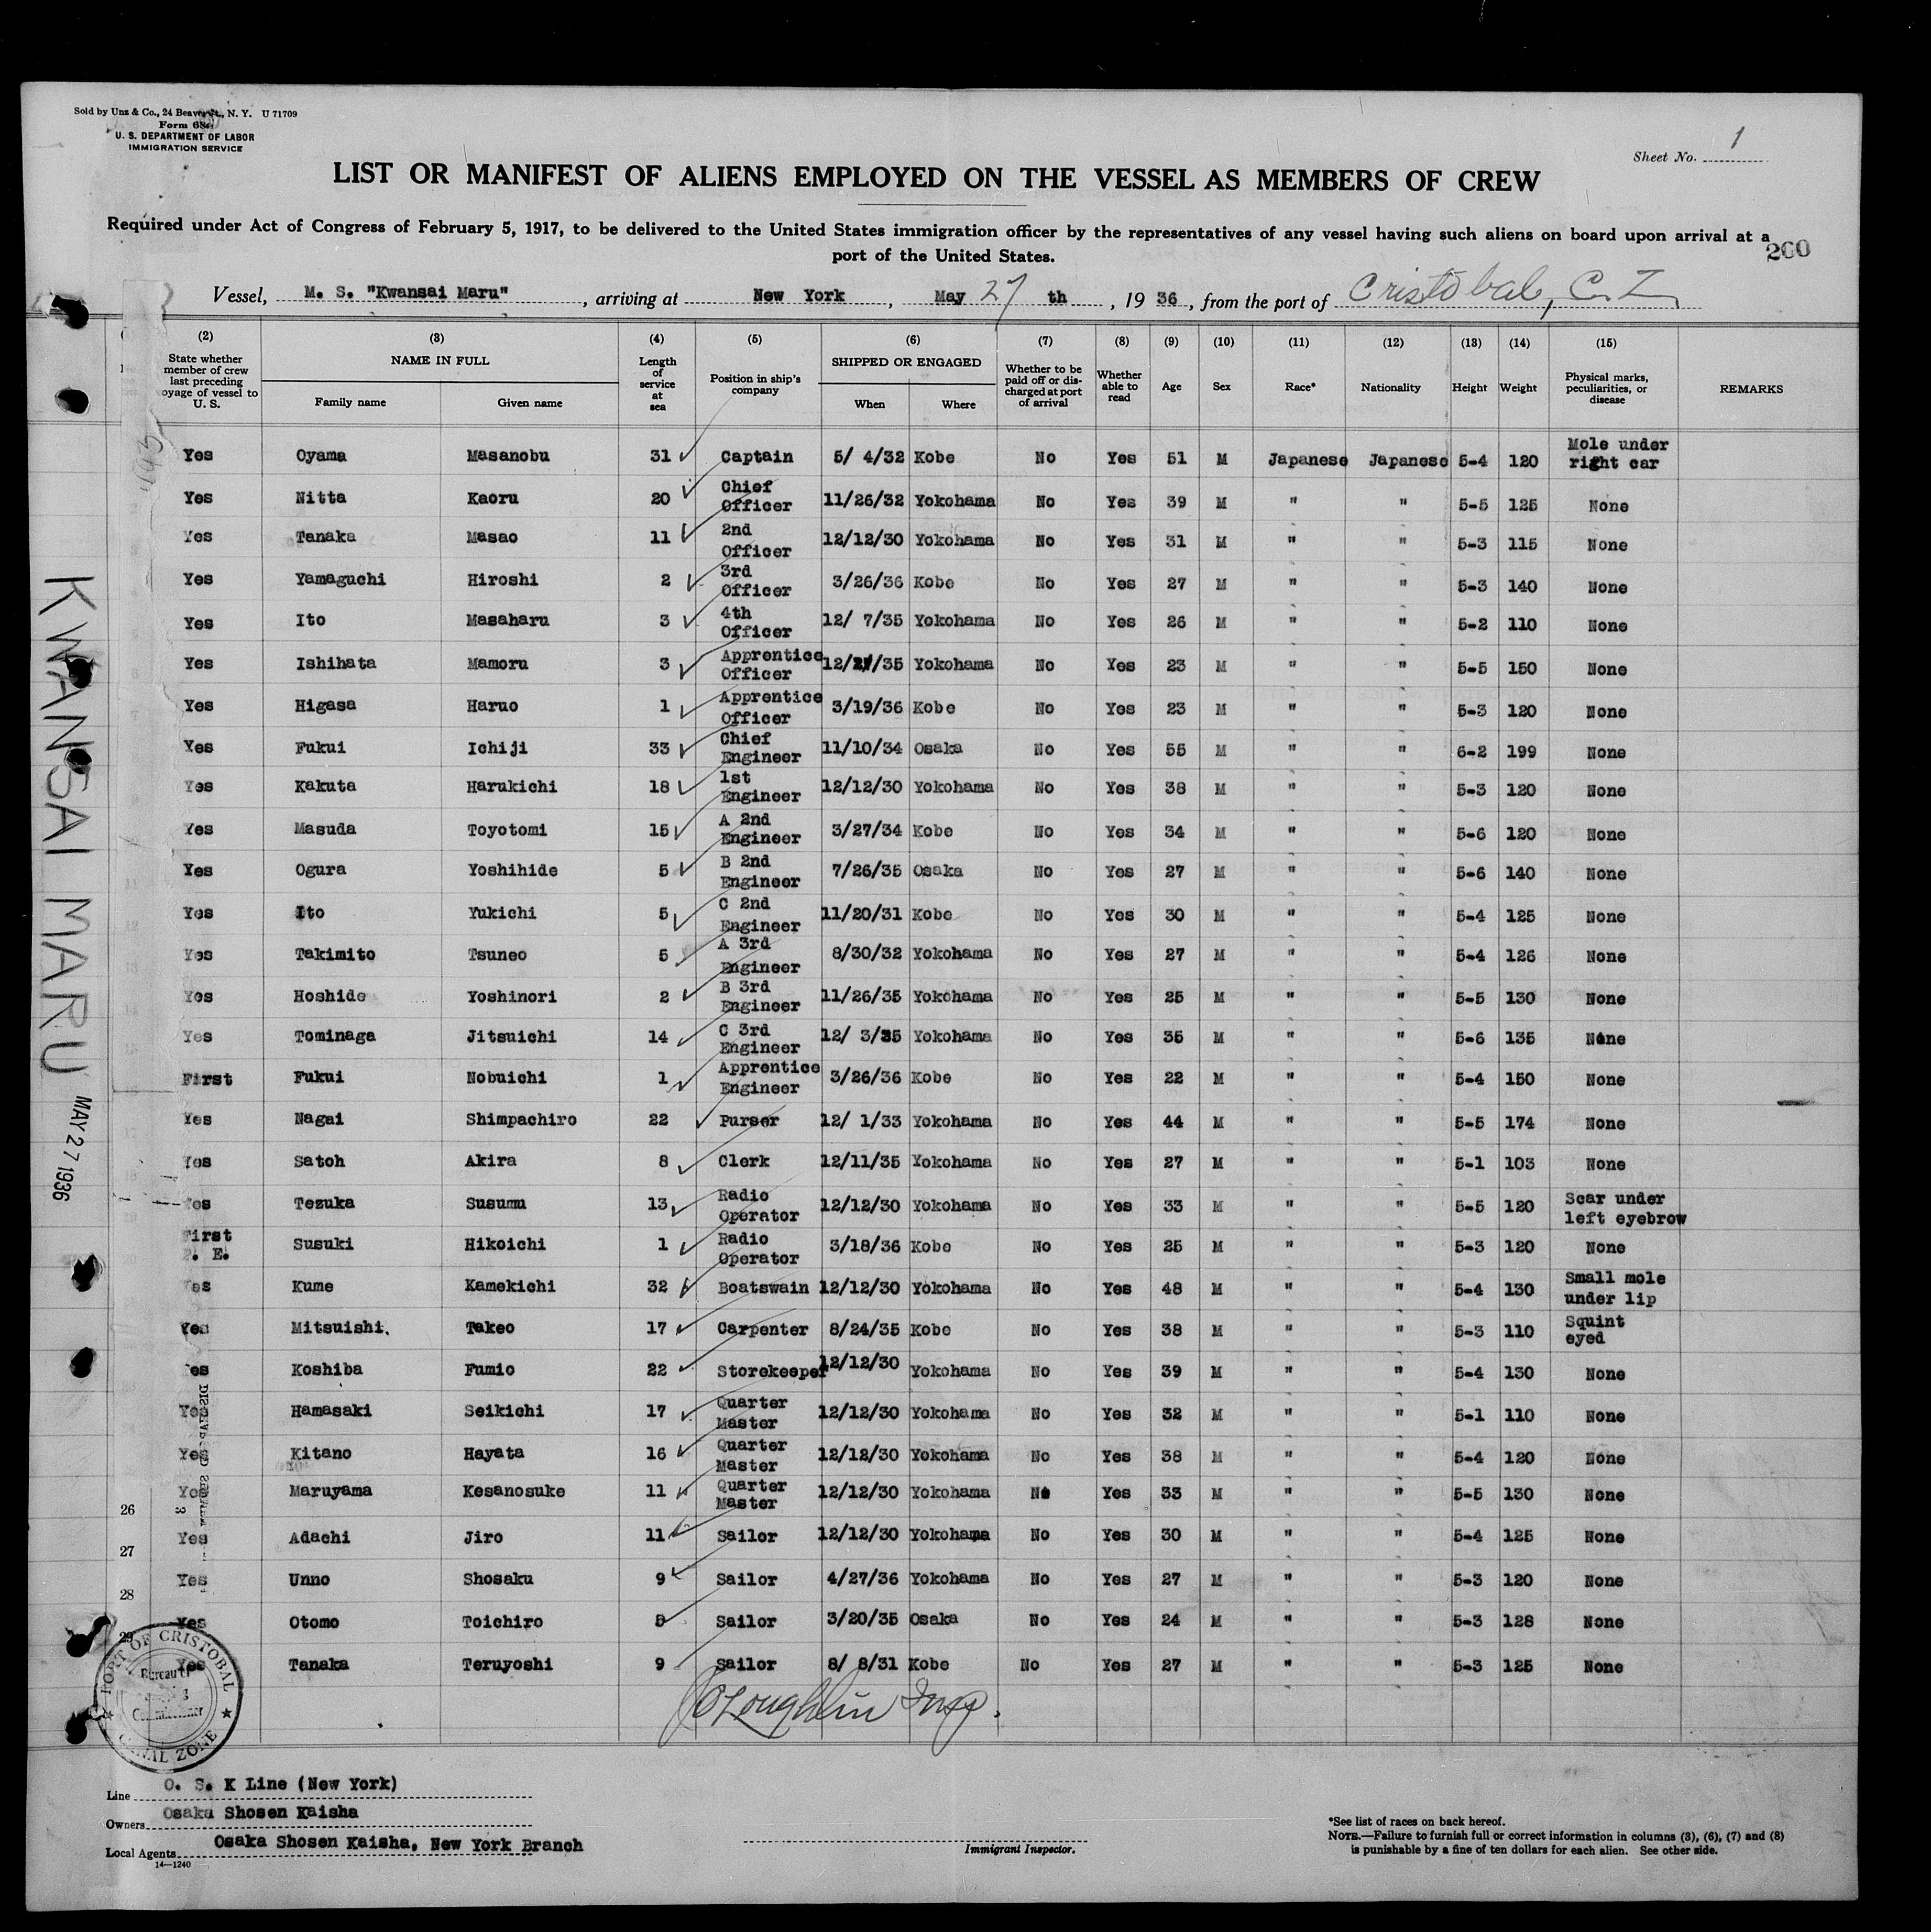 Sold by Unz & Co., 24 Beaver St., N. Y. U 71709
Form 680
U. S. DEPARTMENT OF LABOR
IMMIGRATION SERVICE
Sheet No. 1
LIST OR MANIFEST OF ALIENS EMPLOYED ON THE VESSEL AS MEMBERS OF CREW
Required under Act of Congress of February 5, 1917, to be delivered to the United States immigration officer by the representatives of any vessel having such aliens on board upon arrival at a
port of the United States.
200
Vessel, M. S. "Kwansai Maru", arriving at New York, May 27 th, 1936, from the port of Cristobal, C. Z.
(2) (3) (4) (5) (6) (7) (8) (9) (10) (11) (12) (13) (14) (15)
State whether member of crew last preceding voyage of vessel to U. S. NAME IN FULL Family name Given name Length of service at sea Position in ship's company SHIPPED OR ENGAGED When Where Whether to be paid off or discharged at port of arrival Whether able to read Age Sex Race* Nationality Height Weight Physical marks, peculiarities, or disease REMARKS
Yes Oyama Masanobu 31 Captain 5/ 4/32 Kobe No Yes 51 M Japanese Japanese 5-4 120 Mole under right ear
Yes Nitta Kaoru 20 Chief Officer 11/26/32 Yokohama No Yes 39 M " " 5-5 125 None
Yes Tanaka Masao 11 2nd Officer 12/12/30 Yokohama No Yes 31 M " " 5-3 115 None
Yes Yamaguchi Hiroshi 2 3rd Officer 3/26/36 Kobe No Yes 27 M " " 5-3 140 None
Yes Ito Masaharu 3 4th Officer 12/ 7/35 Yokohama No Yes 26 M " " 5-2 110 None
Yes Ishihata Mamoru 3 Apprentice Officer Yokohama No Yes 23 M " " 5-5 150 None
Yes Higasa Haruo 1 Apprentice Officer 3/19/36 Kobe No Yes 23 M " " 5-3 120 None
Yes Fukui Ichiji 33 Chief Engineer 11/10/34 Osaka No Yes 55 M " " 6-2 199 None
Yes Kakuta Harukichi 18 1st Engineer 12/12/30 Yokohama No Yes 38 M " " 5-3 120 None
Yes Masuda Toyotomi 15 A 2nd Engineer 3/27/34 Kobe No Yes 34 M " " 5-6 120 None
Yes Ogura Yoshihide 5 B 2nd Engineer 7/26/35 Osaka No Yes 27 M " " 5-6 140 None
Yes Ito Yukichi 5 C 2nd Engineer 11/20/31 Kobe No Yes 30 M " " 5-4 125 None
Yes Takimito Tsuneo 5 A 3rd Engineer 8/30/32 Yokohama No Yes 27 M " " 5-4 126 None
Yes Hoshide Yoshinori 2 B 3rd Engineer 11/26/35 Yokohama No Yes 25 M " " 5-5 130 None
Yes Tominaga Jitsuichi 14 C 3rd Engineer 12/ 3/35 Yokohama No Yes 35 M " " 5-6 135 None
First Fukui Nobuichi 1 Apprentice Engineer 3/26/36 Kobe No Yes 22 M " " 5-4 150 None
Yes Nagai Shimpachiro 22 Purser 12/ 1/33 Yokohama No Yes 44 M " " 5-5 174 None
Yes Satoh Akira 8 Clerk 12/11/35 Yokohama No Yes 27 M " " 5-1 103 None
Yes Tezuka Susumu 13 Radio Operator 12/12/30 Yokohama No Yes 33 M " " 5-5 120 Scar under left eyebrow
First P. E. Susuki Hikoichi 1 Radio Operator 3/18/36 Kobe No Yes 25 M " " 5-3 120 None
Yes Kume Kamekichi 32 Boatswain 12/12/30 Yokohama No Yes 48 M " " 5-4 130 Small mole under lip
Yes Mitsuishi. Takeo 17 Carpenter 8/24/35 Kobe No Yes 38 M " " 5-3 110 Squint eyed
Yes Koshiba Fumio 22 Storekeeper 12/12/30 Yokohama No Yes 39 M " " 5-4 130 None
Yes Hamasaki Seikichi 17 Quarter Master 12/12/30 Yokohama No Yes 32 M " " 5-1 110 None
Yes Kitano Hayata 16 Quarter Master 12/12/30 Yokohama No Yes 38 M " " 5-4 120 None
26 Yes Maruyama Kesanosuke 11 Quarter Master 12/12/30 Yokohama No Yes 33 M " " 5-5 130 None
27 Yes Adachi Jiro 11 Sailor 12/12/30 Yokohama No Yes 30 M " " 5-4 125 None
28 Yes Unno Shosaku 9 Sailor 4/27/36 Yokohama No Yes 27 M " " 5-3 120 None
29 Yes Otomo Toichiro 5 Sailor 3/20/35 Osaka No Yes 24 M " " 5-3 128 None
Yes Tanaka Teruyoshi 9 Sailor 8/ 8/31 Kobe No Yes 27 M " " 5-3 125 None
O'Loughlin Insp.
KWANSAI MARU
MAY 27 1936
PORT OF CRISTOBAL
CANAL ZONE
Line O. S. K Line (New York)
Owners Osaka Shosen Kaisha
Local Agents Osaka Shosen Kaisha, New York Branch
14—1240
Immigrant Inspector.
*See list of races on back hereof.
NOTE.—Failure to furnish full or correct information in columns (3), (6), (7) and (8)
is punishable by a fine of ten dollars for each alien. See other side.